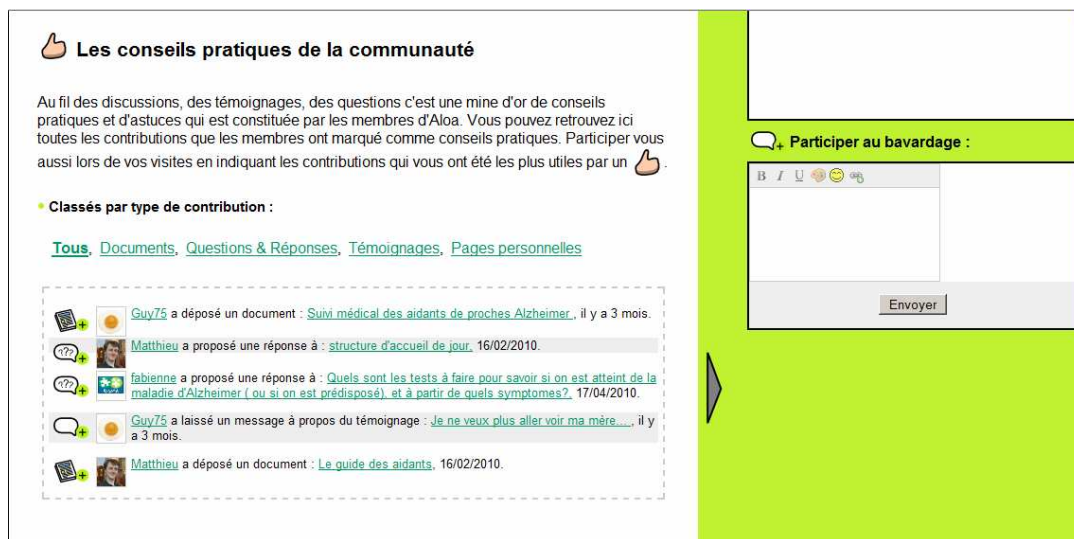 Les conseils pratiques de la communauté
Au fil des discussions, des témoignages, des questions c'est une mine d'or de conseils
pratiques et d'astuces qui est constituée par les membres d'Aloa. Vous pouvez retrouvez ici
toutes les contributions que les membres ont marqué comme conseils pratiques. Participer vous
aussi lors de vos visites en indiquant les contributions qui vous ont été les plus utiles par un .
Classés par type de contribution :
Tous, Documents, Questions & Réponses, Témoignages, Pages personnelles
Guy75 a déposé un document : Suivi médical des aidants de proches Alzheimer , il y a 3 mois.
Matthieu a proposé une réponse à : structure d'accueil de jour, 16/02/2010.
fabienne a proposé une réponse à : Quels sont les tests à faire pour savoir si on est atteint de la
maladie d'Alzheimer ( ou si on est prédisposé), et à partir de quels symptomes?, 17/04/2010.
Guy75 a laissé un message à propos du témoignage : Je ne veux plus aller voir ma mère... , il y
a 3 mois.
Matthieu a déposé un document : Le guide des aidants, 16/02/2010.
Participer au bavardage :
B I U
Envoyer